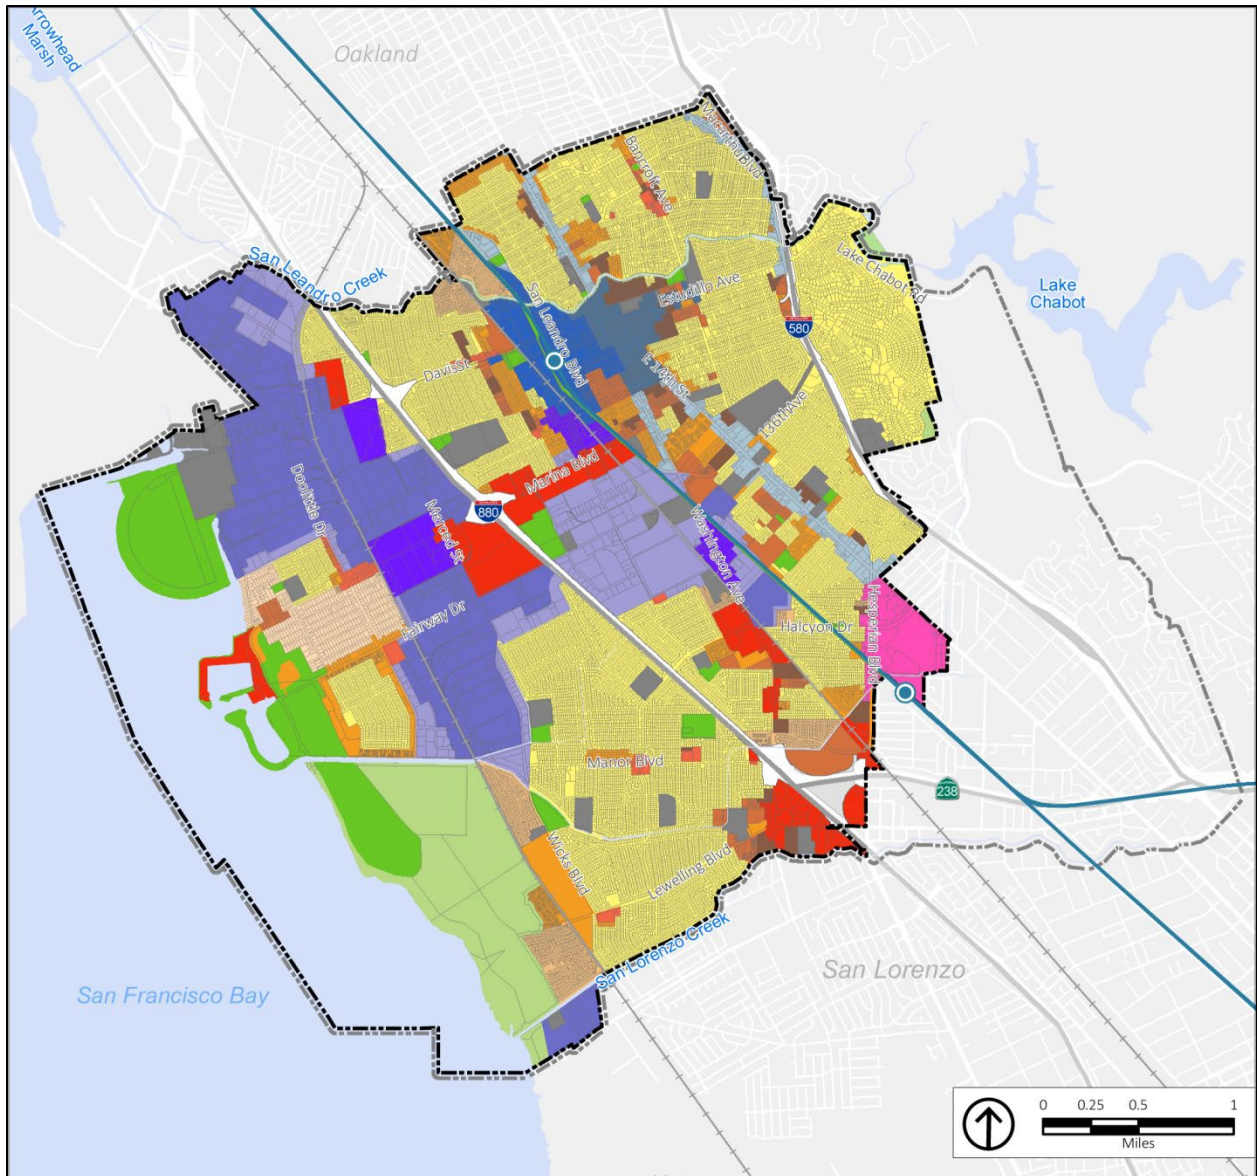 Arrowhead
Marsh
Oakland
Macarthur Blvd
Bancroft Ave
San Leandro Creek
Lake Chabot Rd
Lake
Chabot
Estudillo Ave
San Leandro Blvd
580
E 14th St
Davis St
136th Ave
Marina Blvd
Doolittle Dr
Merced St
880
Washington Ave
Fairway Dr
Halcyon Dr
Hesperian Blvd
Manor Blvd
238
Wicks Blvd
Lewelling Blvd
San Lorenzo Creek
San Lorenzo
San Francisco Bay
0 0.25 0.5 1
Miles